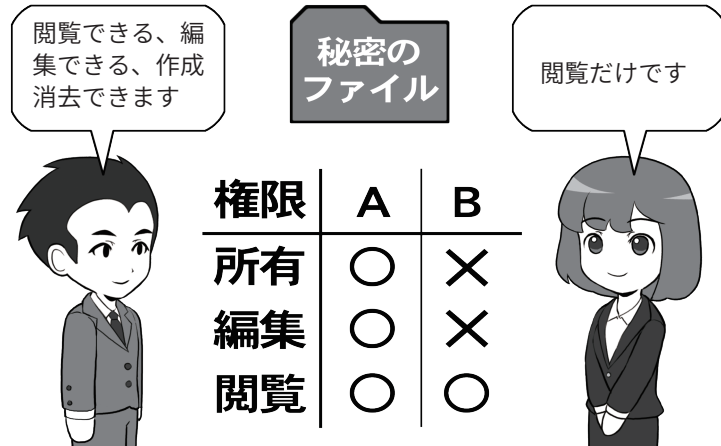 閲覧できる、編
集できる、作成
消去できます
秘密の
ファイル
閲覧だけです
権限 A B
所有 ○ ×
編集 ○ ×
閲覧 ○ ○